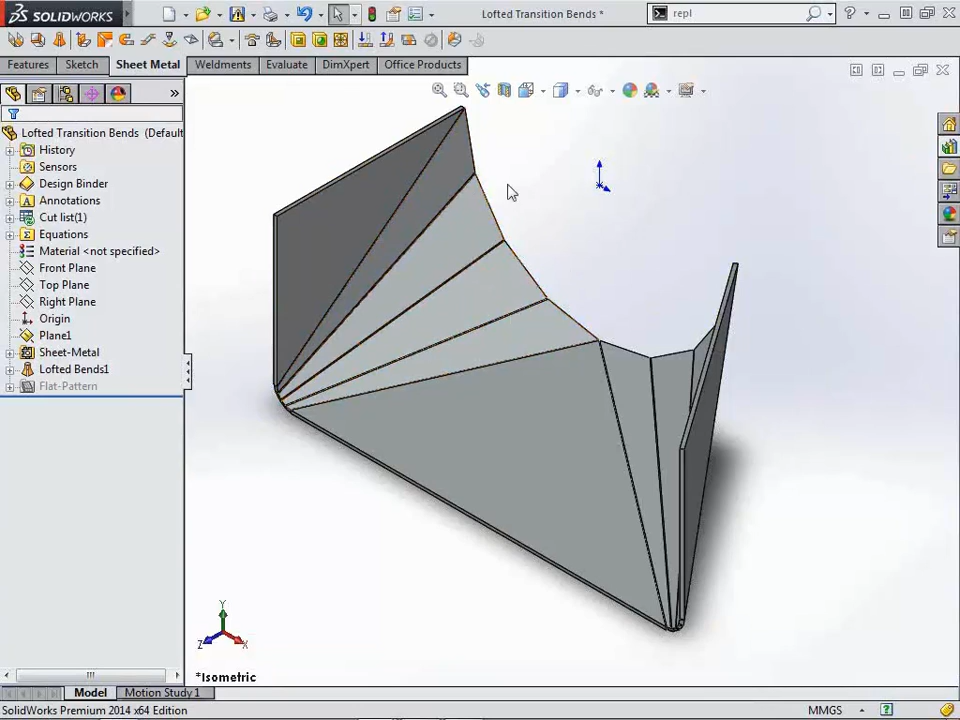 SOLIDWORKS
Lofted Transition Bends *
repl
Features
Sketch
Sheet Metal
Weldments
Evaluate
DimXpert
Office Products
Lofted Transition Bends (Default
History
Sensors
Design Binder
Annotations
Cut list(1)
Equations
Material <not specified>
Front Plane
Top Plane
Right Plane
Origin
Plane1
Sheet-Metal
Lofted Bends1
Flat-Pattern
Y
Z
X
*Isometric
Model
Motion Study 1
SolidWorks Premium 2014 x64 Edition
MMGS